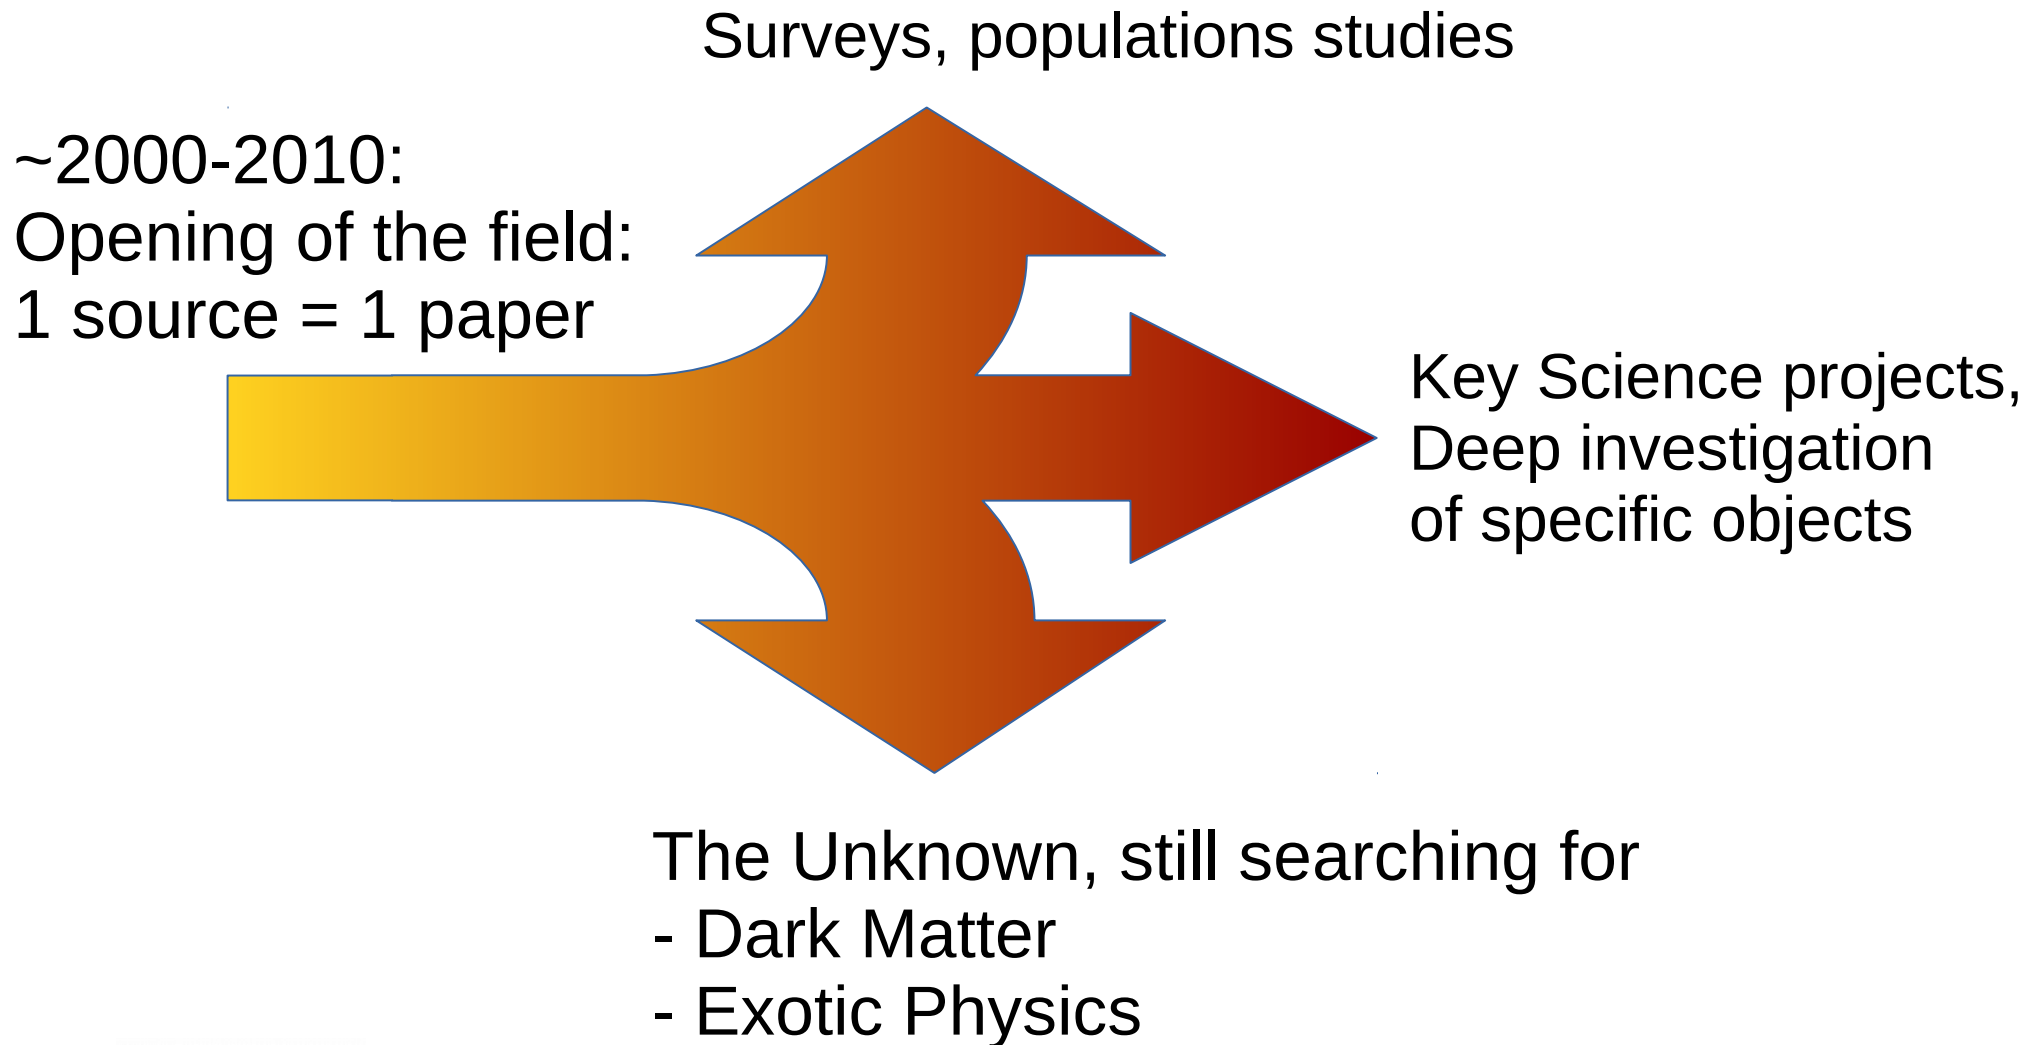 Surveys, populations studies
~2000-2010:
Opening of the field:
1 source = 1 paper
Key Science projects,
Deep investigation
of specific objects
The Unknown, still searching for
- Dark Matter
- Exotic Physics